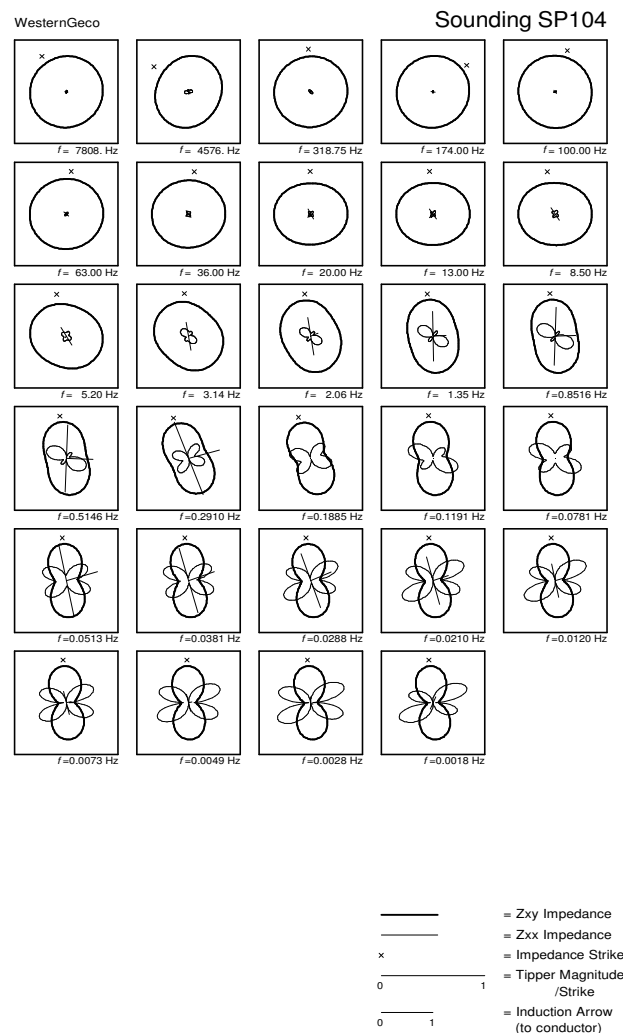 WesternGeco
Sounding SP104
f = 7808. Hz
f = 4576. Hz
f = 318.75 Hz
f = 174.00 Hz
f = 100.00 Hz
f = 63.00 Hz
f = 36.00 Hz
f = 20.00 Hz
f = 13.00 Hz
f = 8.50 Hz
f = 5.20 Hz
f = 3.14 Hz
f = 2.06 Hz
f = 1.35 Hz
f =0.8516 Hz
f =0.5146 Hz
f =0.2910 Hz
f =0.1885 Hz
f =0.1191 Hz
f =0.0781 Hz
f =0.0513 Hz
f =0.0381 Hz
f =0.0288 Hz
f =0.0210 Hz
f =0.0120 Hz
f =0.0073 Hz
f =0.0049 Hz
f =0.0028 Hz
f =0.0018 Hz
= Zxy Impedance
= Zxx Impedance
× = Impedance Strike
= Tipper Magnitude
0 1 /Strike
= Induction Arrow
0 1 (to conductor)